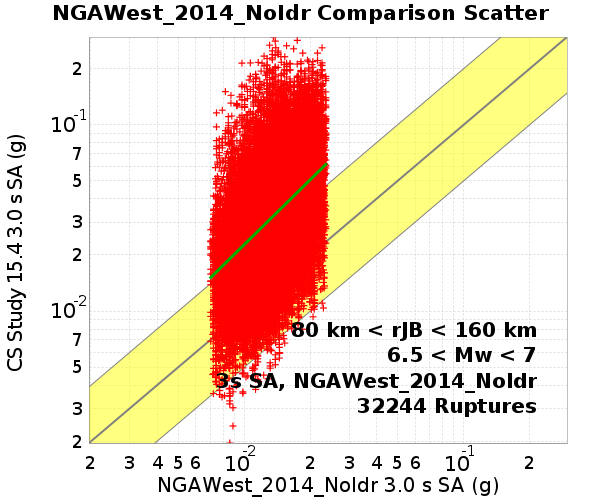 NGAWest_2014_NoIdr Comparison Scatter
CS Study 15.4 3.0 s SA (g)
2
10^-1
7
5
3
2
10^-2
7
5
3
2
80 km < rJB < 160 km
6.5 < Mw < 7
3s SA, NGAWest_2014_NoIdr
32244 Ruptures
2 3 4 5 6 10^-2 2 3 4 5 6 10^-1 2
NGAWest_2014_NoIdr 3.0 s SA (g)